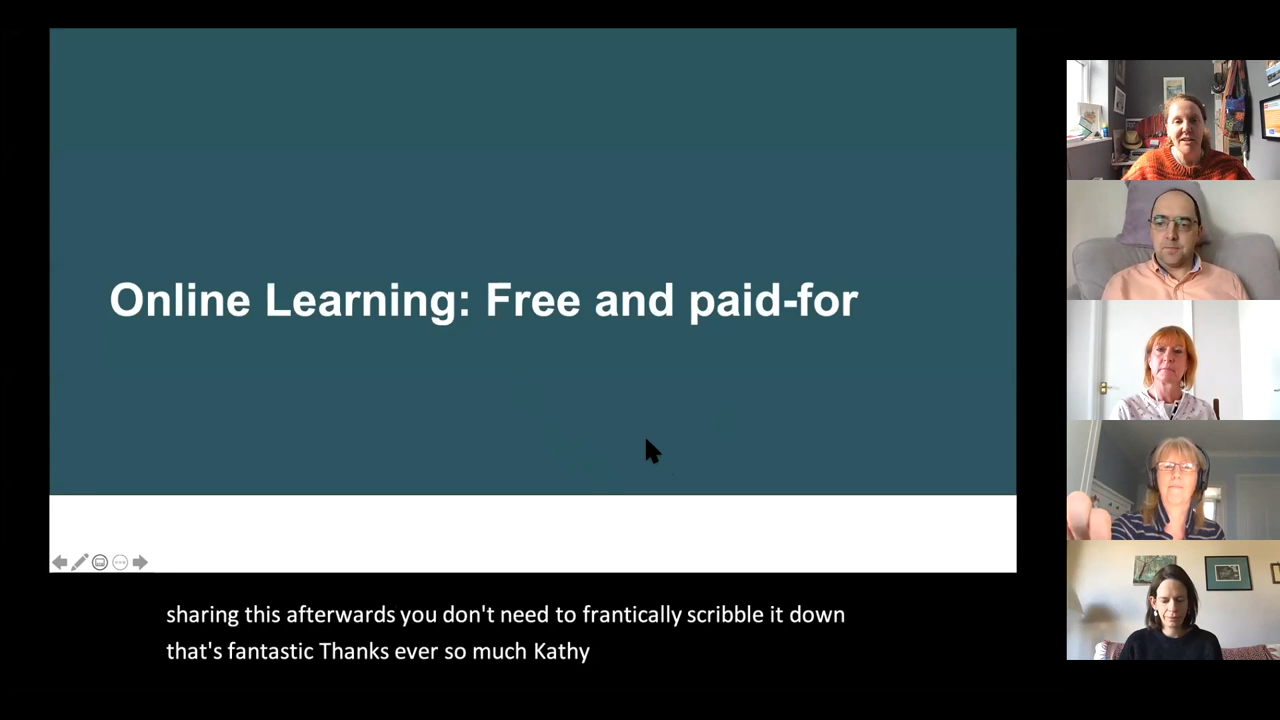 Online Learning: Free and paid-for
sharing this afterwards you don't need to frantically scribble it down
that's fantastic Thanks ever so much Kathy